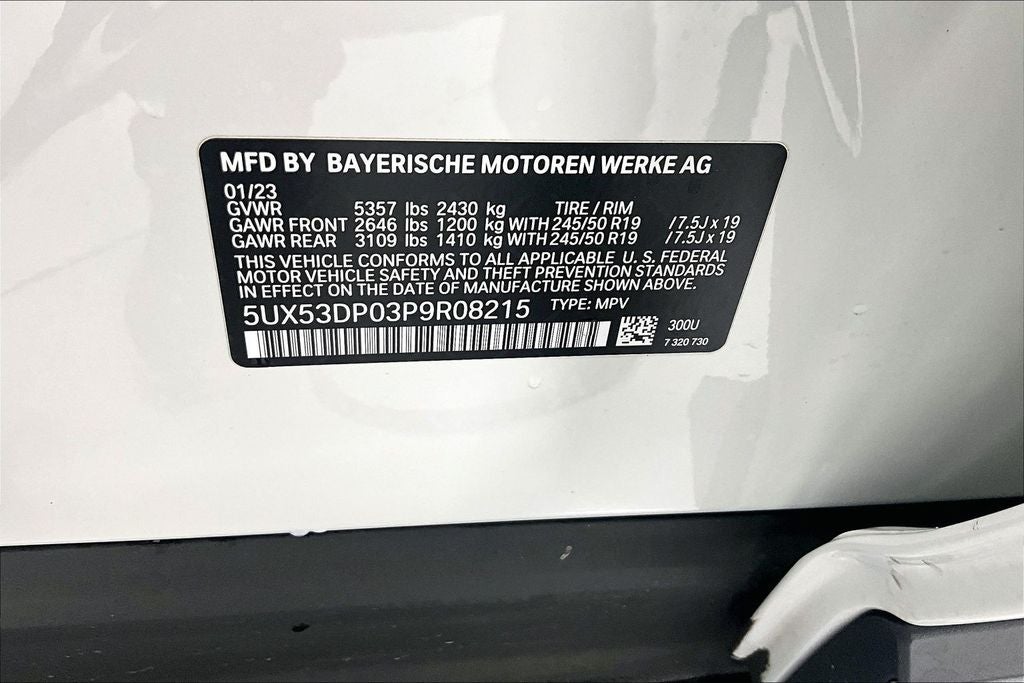 MFD BY BAYERISCHE MOTOREN WERKE AG
01/23
GVWR 5357 lbs 2430 kg TIRE / RIM
GAWR FRONT 2646 lbs 1200 kg WITH 245/50 R19 / 7.5J x 19
GAWR REAR 3109 lbs 1410 kg WITH 245/50 R19 / 7.5J x 19
THIS VEHICLE CONFORMS TO ALL APPLICABLE U. S. FEDERAL
MOTOR VEHICLE SAFETY AND THEFT PREVENTION STANDARDS
IN EFFECT ON THE DATE OF MANUFACTURE SHOWN ABOVE.
5UX53DP03P9R08215 TYPE: MPV
300U
7 320 730